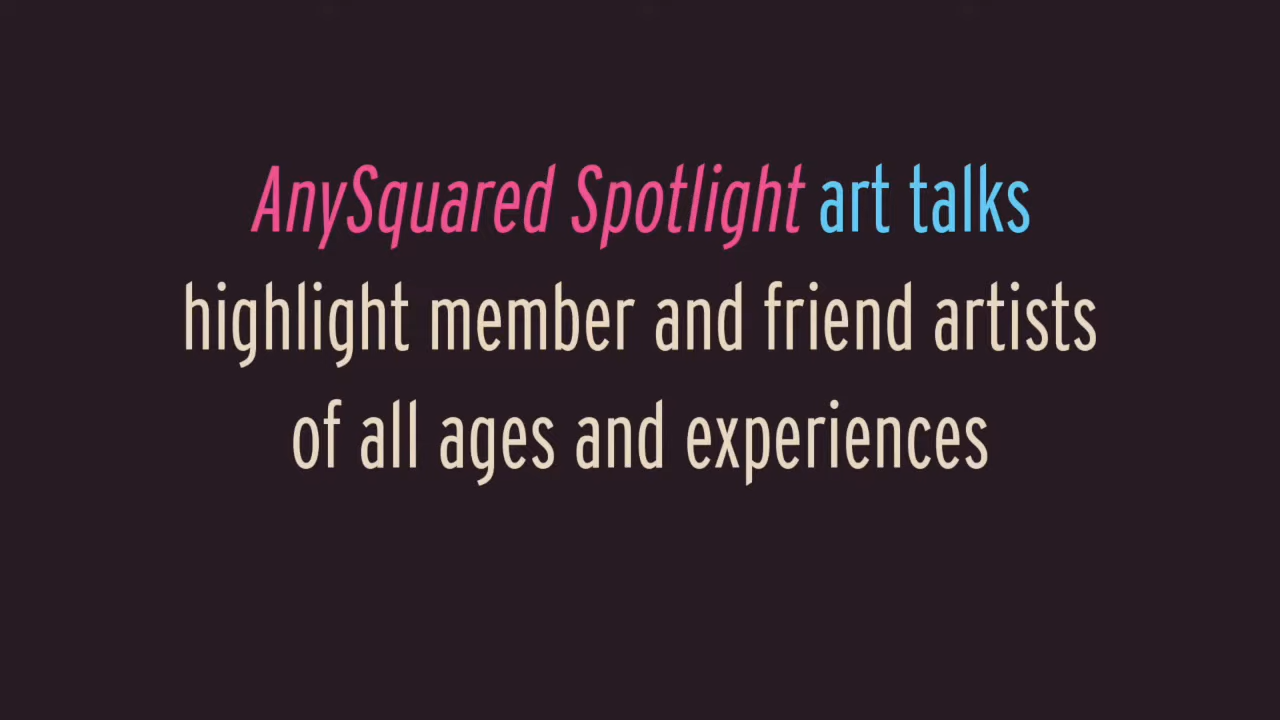 AnySquared Spotlight art talks
highlight member and friend artists
of all ages and experiences